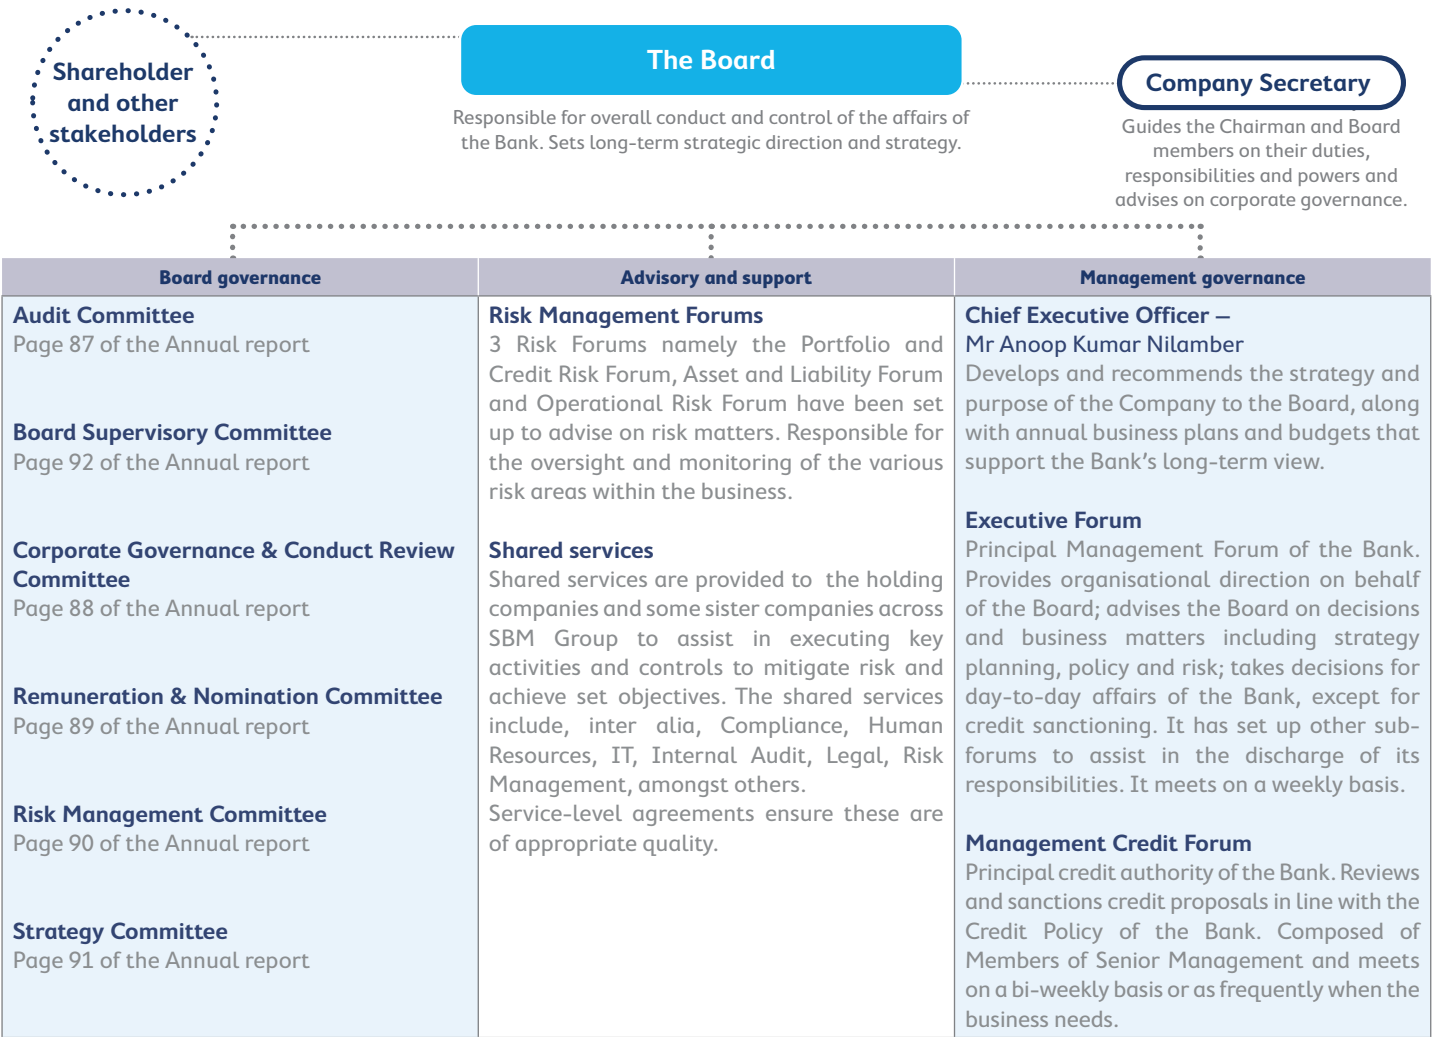 Shareholder
and other
stakeholders
The Board
Responsible for overall conduct and control of the affairs of
the Bank. Sets long-term strategic direction and strategy.
Company Secretary
Guides the Chairman and Board
members on their duties,
responsibilities and powers and
advises on corporate governance.
Board governance
Audit Committee
Page 87 of the Annual report
Board Supervisory Committee
Page 92 of the Annual report
Corporate Governance & Conduct Review
Committee
Page 88 of the Annual report
Remuneration & Nomination Committee
Page 89 of the Annual report
Risk Management Committee
Page 90 of the Annual report
Strategy Committee
Page 91 of the Annual report
Advisory and support
Risk Management Forums
3 Risk Forums namely the Portfolio and
Credit Risk Forum, Asset and Liability Forum
and Operational Risk Forum have been set
up to advise on risk matters. Responsible for
the oversight and monitoring of the various
risk areas within the business.
Shared services
Shared services are provided to the holding
companies and some sister companies across
SBM Group to assist in executing key
activities and controls to mitigate risk and
achieve set objectives. The shared services
include, inter alia, Compliance, Human
Resources, IT, Internal Audit, Legal, Risk
Management, amongst others.
Service-level agreements ensure these are
of appropriate quality.
Management governance
Chief Executive Officer –
Mr Anoop Kumar Nilamber
Develops and recommends the strategy and
purpose of the Company to the Board, along
with annual business plans and budgets that
support the Bank's long-term view.
Executive Forum
Principal Management Forum of the Bank.
Provides organisational direction on behalf
of the Board; advises the Board on decisions
and business matters including strategy
planning, policy and risk; takes decisions for
day-to-day affairs of the Bank, except for
credit sanctioning. It has set up other sub-
forums to assist in the discharge of its
responsibilities. It meets on a weekly basis.
Management Credit Forum
Principal credit authority of the Bank. Reviews
and sanctions credit proposals in line with the
Credit Policy of the Bank. Composed of
Members of Senior Management and meets
on a bi-weekly basis or as frequently when the
business needs.